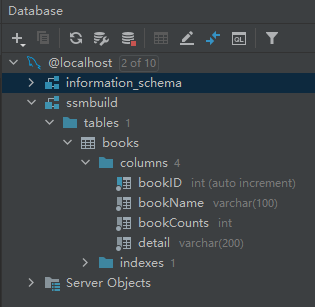 Database
QL
@localhost 2 of 10
information_schema
ssmbuild
tables 1
books
columns 4
bookID int (auto increment)
bookName varchar(100)
bookCounts int
detail varchar(200)
indexes 1
Server Objects